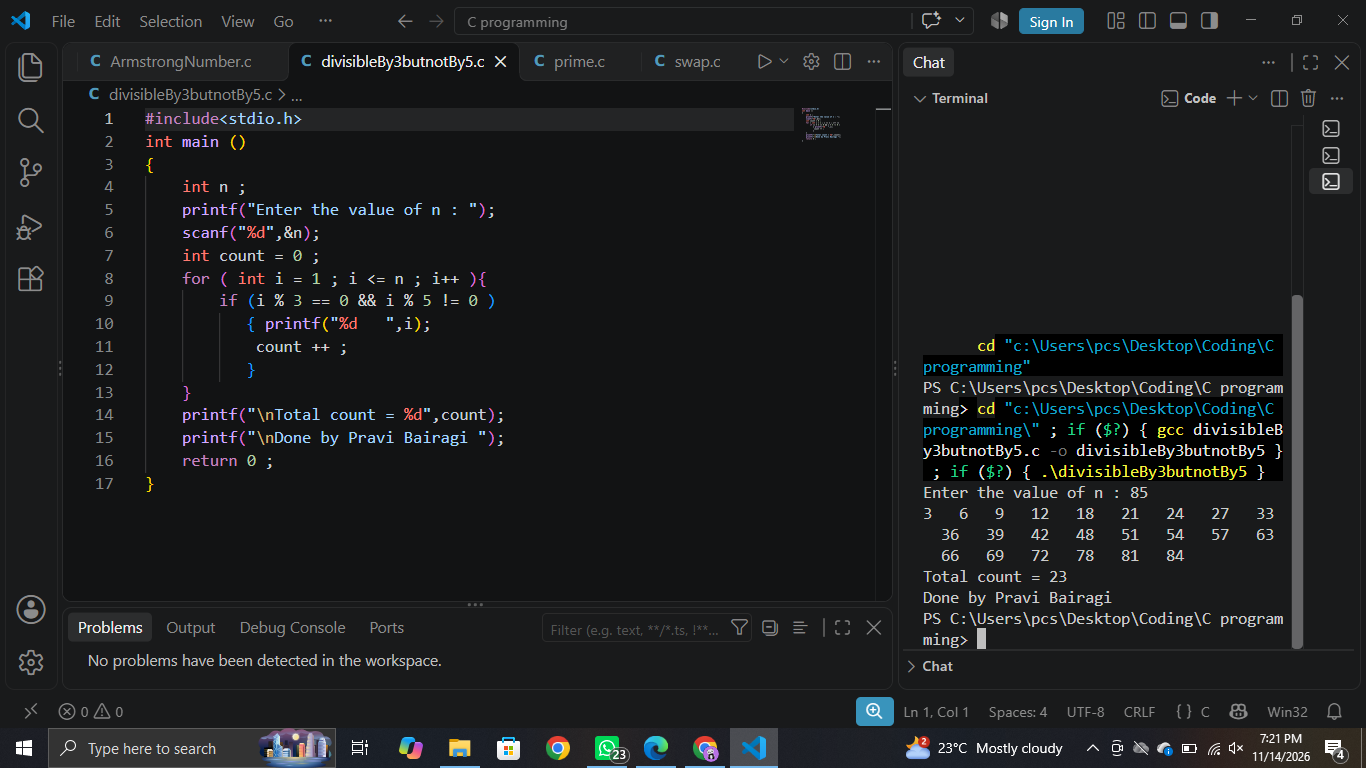 File Edit Selection View Go ··· C programming Sign In
ArmstrongNumber.c divisibleBy3butnotBy5.c prime.c swap.c
divisibleBy3butnotBy5.c > ...
1 #include<stdio.h>
2 int main ()
3 {
4 int n ;
5 printf("Enter the value of n : ");
6 scanf("%d",&n);
7 int count = 0 ;
8 for ( int i = 1 ; i <= n ; i++ ){
9 if (i % 3 == 0 && i % 5 != 0 )
10 { printf("%d   ",i);
11 count ++ ;
12 }
13 }
14 printf("\nTotal count = %d",count);
15 printf("\nDone by Pravi Bairagi ");
16 return 0 ;
17 }
Problems Output Debug Console Ports
Filter (e.g. text, **/*.ts, !**...
No problems have been detected in the workspace.
Chat
Terminal Code
cd "c:\Users\pcs\Desktop\Coding\C
programming"
PS C:\Users\pcs\Desktop\Coding\C program
ming> cd "c:\Users\pcs\Desktop\Coding\C
programming\" ; if ($?) { gcc divisibleB
y3butnotBy5.c -o divisibleBy3butnotBy5 }
; if ($?) { .\divisibleBy3butnotBy5 }
Enter the value of n : 85
3   6   9   12   18   21   24   27   33
36   39   42   48   51   54   57   63
66   69   72   78   81   84
Total count = 23
Done by Pravi Bairagi
PS C:\Users\pcs\Desktop\Coding\C program
ming>
Chat
0 0 Ln 1, Col 1 Spaces: 4 UTF-8 CRLF { } C Win32
Type here to search 23 2 23°C Mostly cloudy 7:21 PM
11/14/2026 4